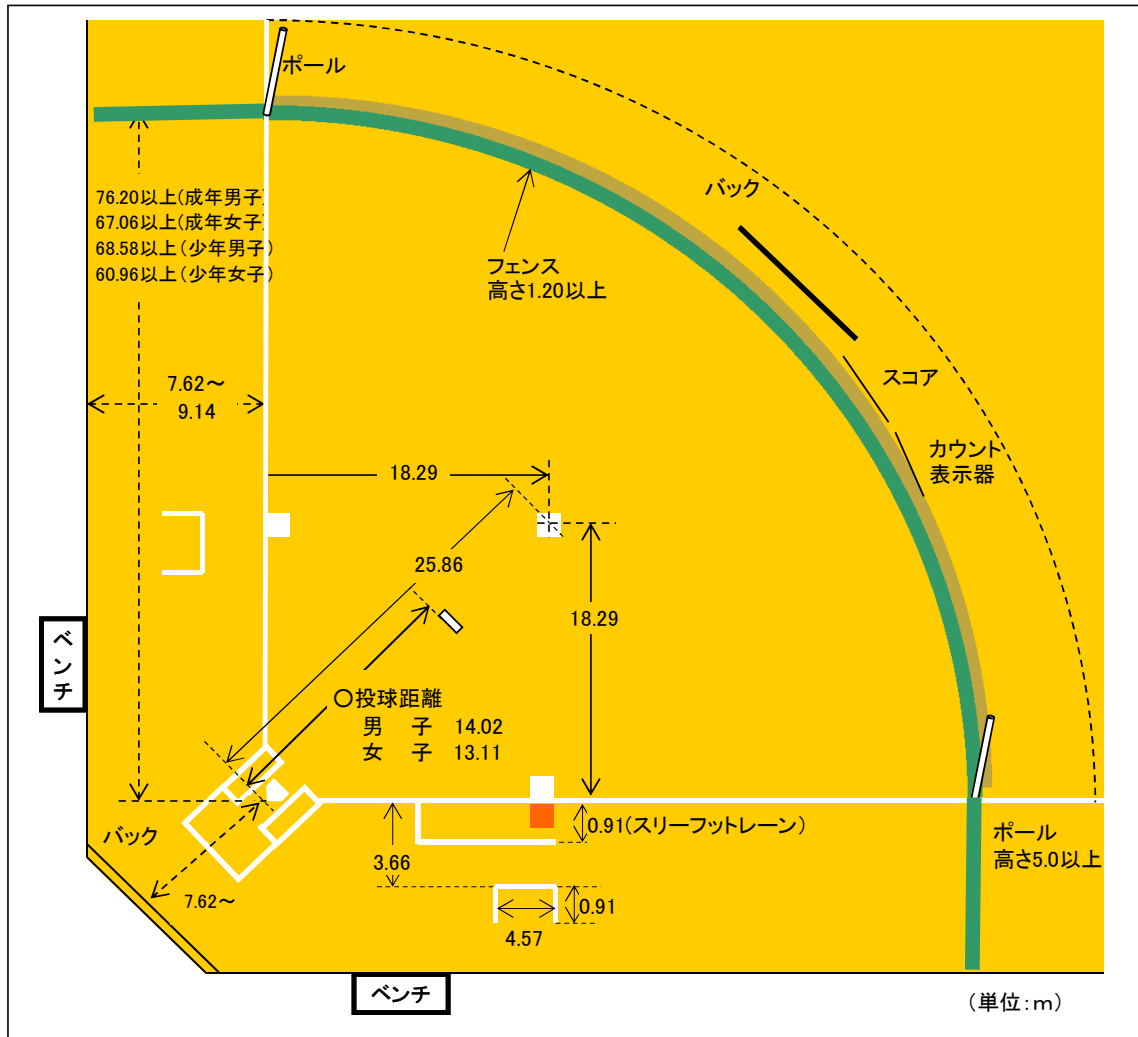 ポール
バック
76.20以上(成年男子)
67.06以上(成年女子)
68.58以上(少年男子)
60.96以上(少年女子)
フェンス
高さ1.20以上
7.62～
9.14
スコア
カウント
表示器
18.29
25.86
18.29
ベンチ
〇投球距離
男　子　14.02
女　子　13.11
バック
0.91(スリーフットレーン)
ポール
高さ5.0以上
3.66
7.62～
0.91
4.57
ベンチ
(単位:m)